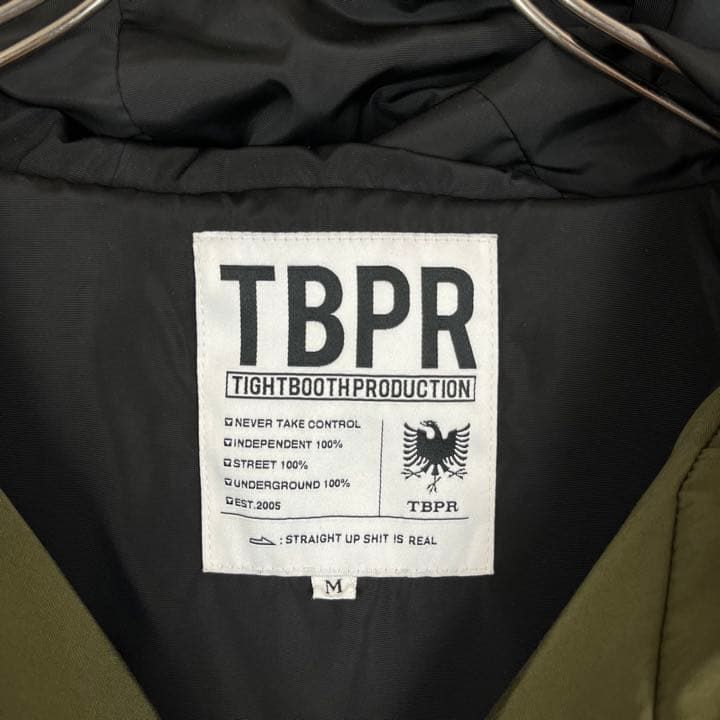 TBPR
TIGHTBOOTHPRODUCTION
NEVER TAKE CONTROL
INDEPENDENT 100%
STREET 100%
UNDERGROUND 100%
EST.2005
TBPR
: STRAIGHT UP SHIT IS REAL
M